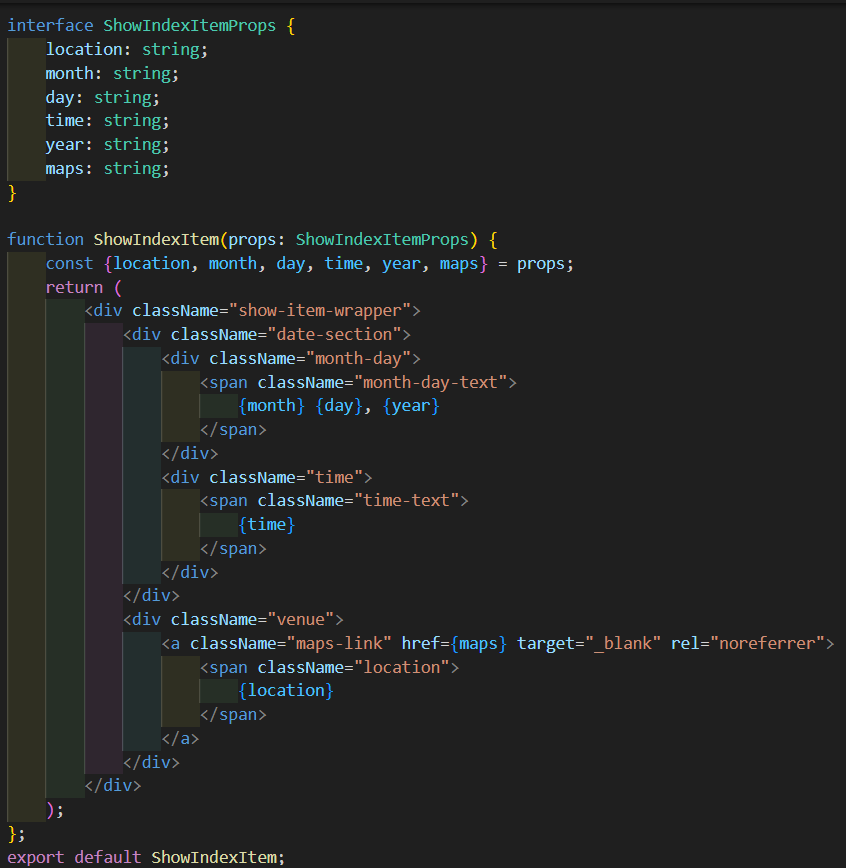 interface ShowIndexItemProps {
    location: string;
    month: string;
    day: string;
    time: string;
    year: string;
    maps: string;
}

function ShowIndexItem(props: ShowIndexItemProps) {
    const {location, month, day, time, year, maps} = props;
    return (
        <div className="show-item-wrapper">
            <div className="date-section">
                <div className="month-day">
                    <span className="month-day-text">
                        {month} {day}, {year}
                    </span>
                </div>
                <div className="time">
                    <span className="time-text">
                        {time}
                    </span>
                </div>
            </div>
            <div className="venue">
                <a className="maps-link" href={maps} target="_blank" rel="noreferrer">
                    <span className="location">
                        {location}
                    </span>
                </a>
            </div>
        </div>
    );
};
export default ShowIndexItem;